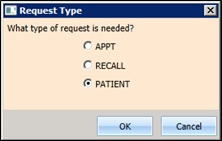 Request Type
What type of request is needed?
APPT
RECALL
PATIENT
OK Cancel